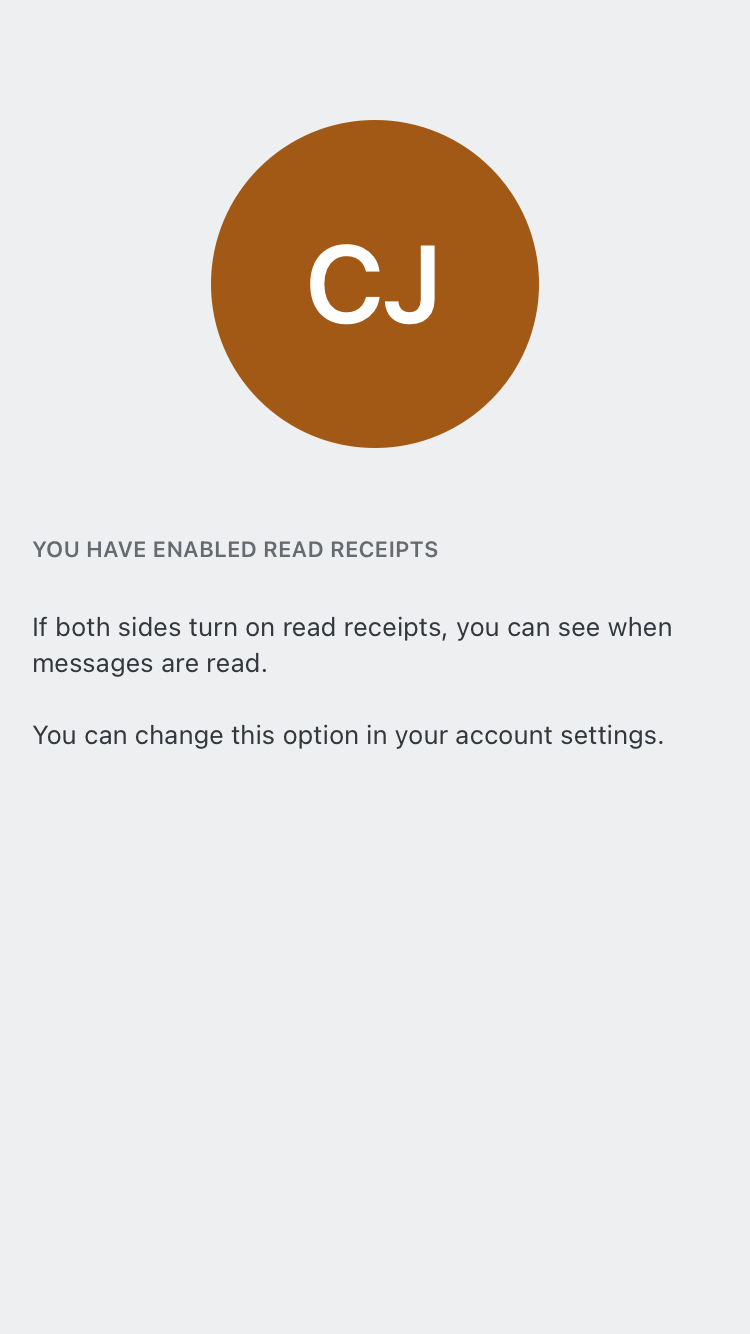 CJ
YOU HAVE ENABLED READ RECEIPTS
If both sides turn on read receipts, you can see when
messages are read.
You can change this option in your account settings.